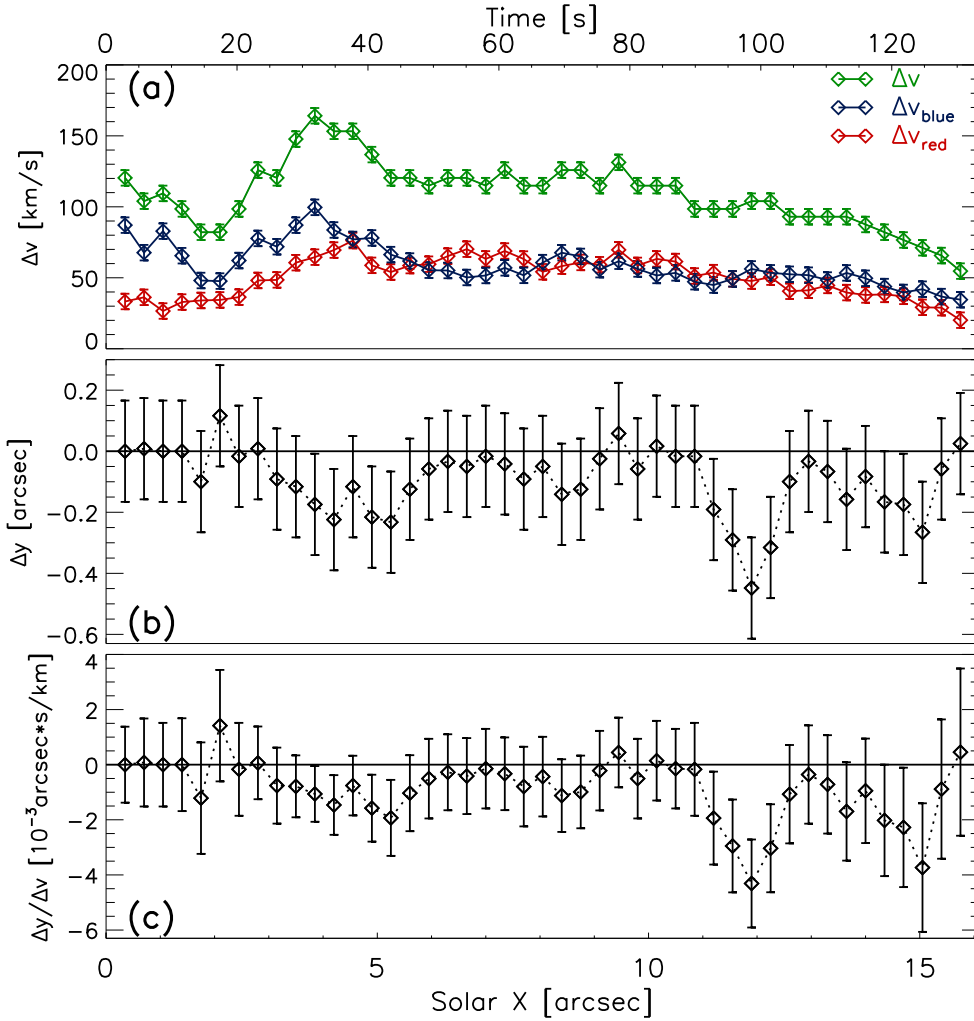 Time [s]
0 20 40 60 80 100 120
(a)
Δv [km/s]
200
150
100
50
0
Δv
Δv_blue
Δv_red
(b)
Δy [arcsec]
0.2
0.0
−0.2
−0.4
−0.6
(c)
Δy/Δv [10⁻³arcsec*s/km]
4
2
0
−2
−4
−6
0 5 10 15
Solar X [arcsec]